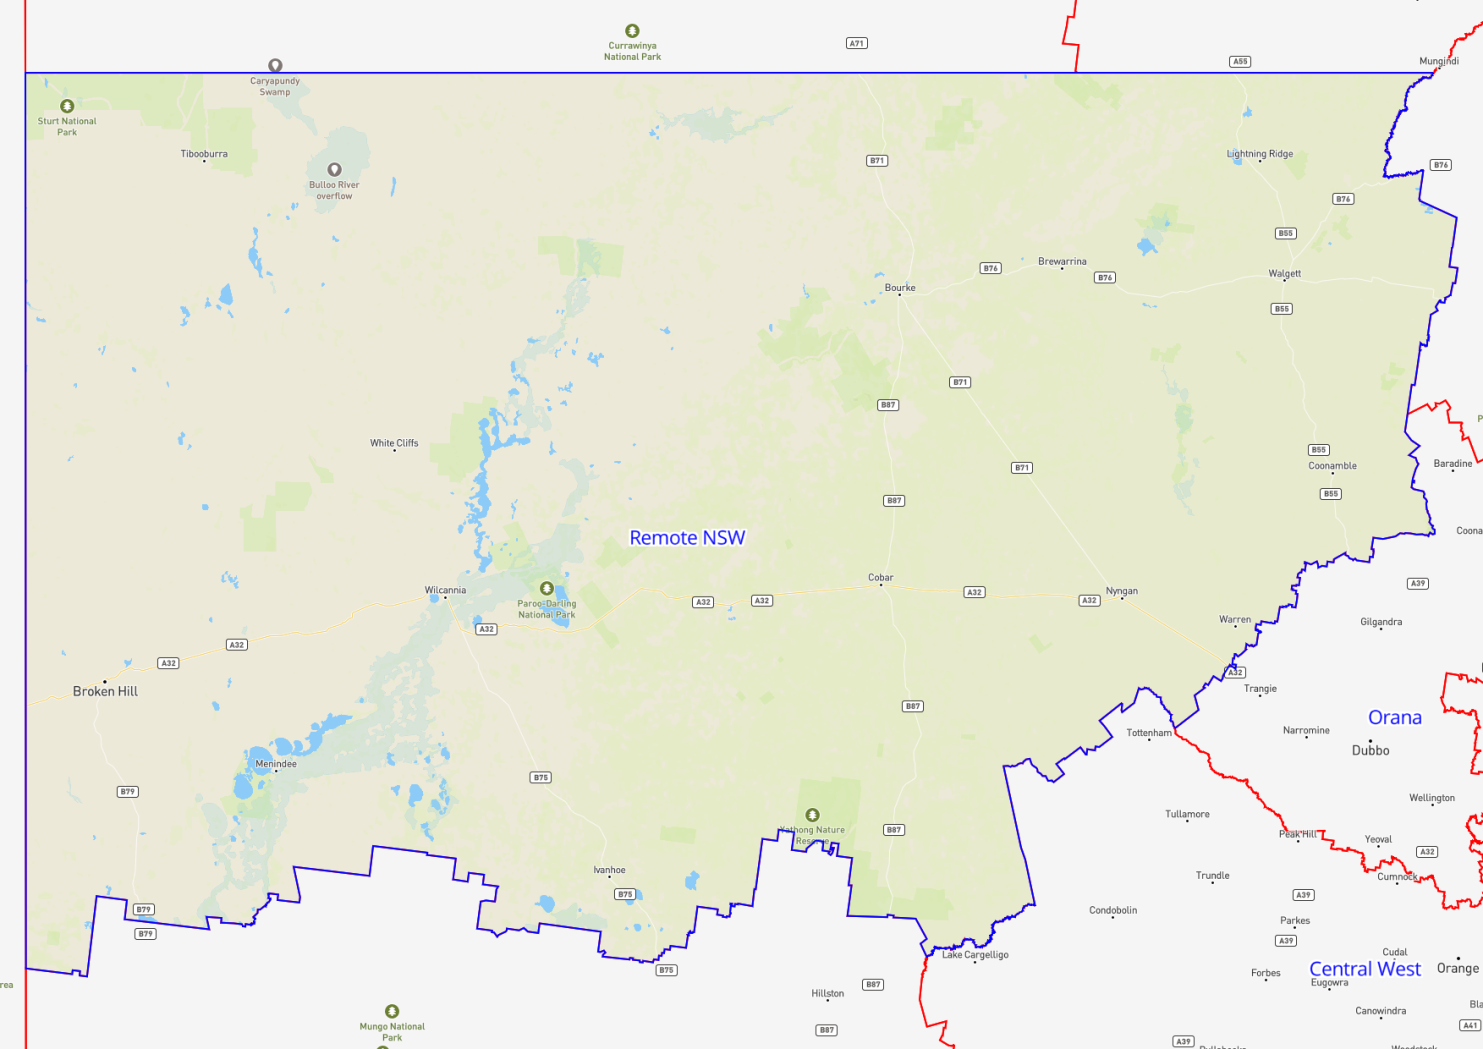 Currawinya
National Park
A71
A55
Mungindi
Caryapundy
Swamp
Sturt National
Park
Tibooburra
Bulloo River
overflow
B71
Lightning Ridge
B76
B76
B55
Brewarrina
B76
B76
Walgett
Bourke
B55
B71
B87
White Cliffs
B55
Coonamble
Baradine
B71
B55
B87
Remote NSW
Coona
Cobar
A39
Wilcannia
Paroo-Darling
National Park
A32
A32
A32
A32
Nyngan
Warren
Gilgandra
A32
A32
A32
A32
Broken Hill
Trangie
B87
Orana
Tottenham
Narromine
Dubbo
Menindee
B75
B79
Wellington
Tullamore
Yathong Nature
Reserve
B87
Peak Hill
Yeoval
A32
Ivanhoe
Trundle
Cumnock
B75
A39
B79
Condobolin
Parkes
B79
A39
Lake Cargelligo
Cudal
B75
Central West
Orange
Forbes
Eugowra
rea
B87
Hillston
Canowindra
Bla
Mungo National
Park
B87
A41
A39